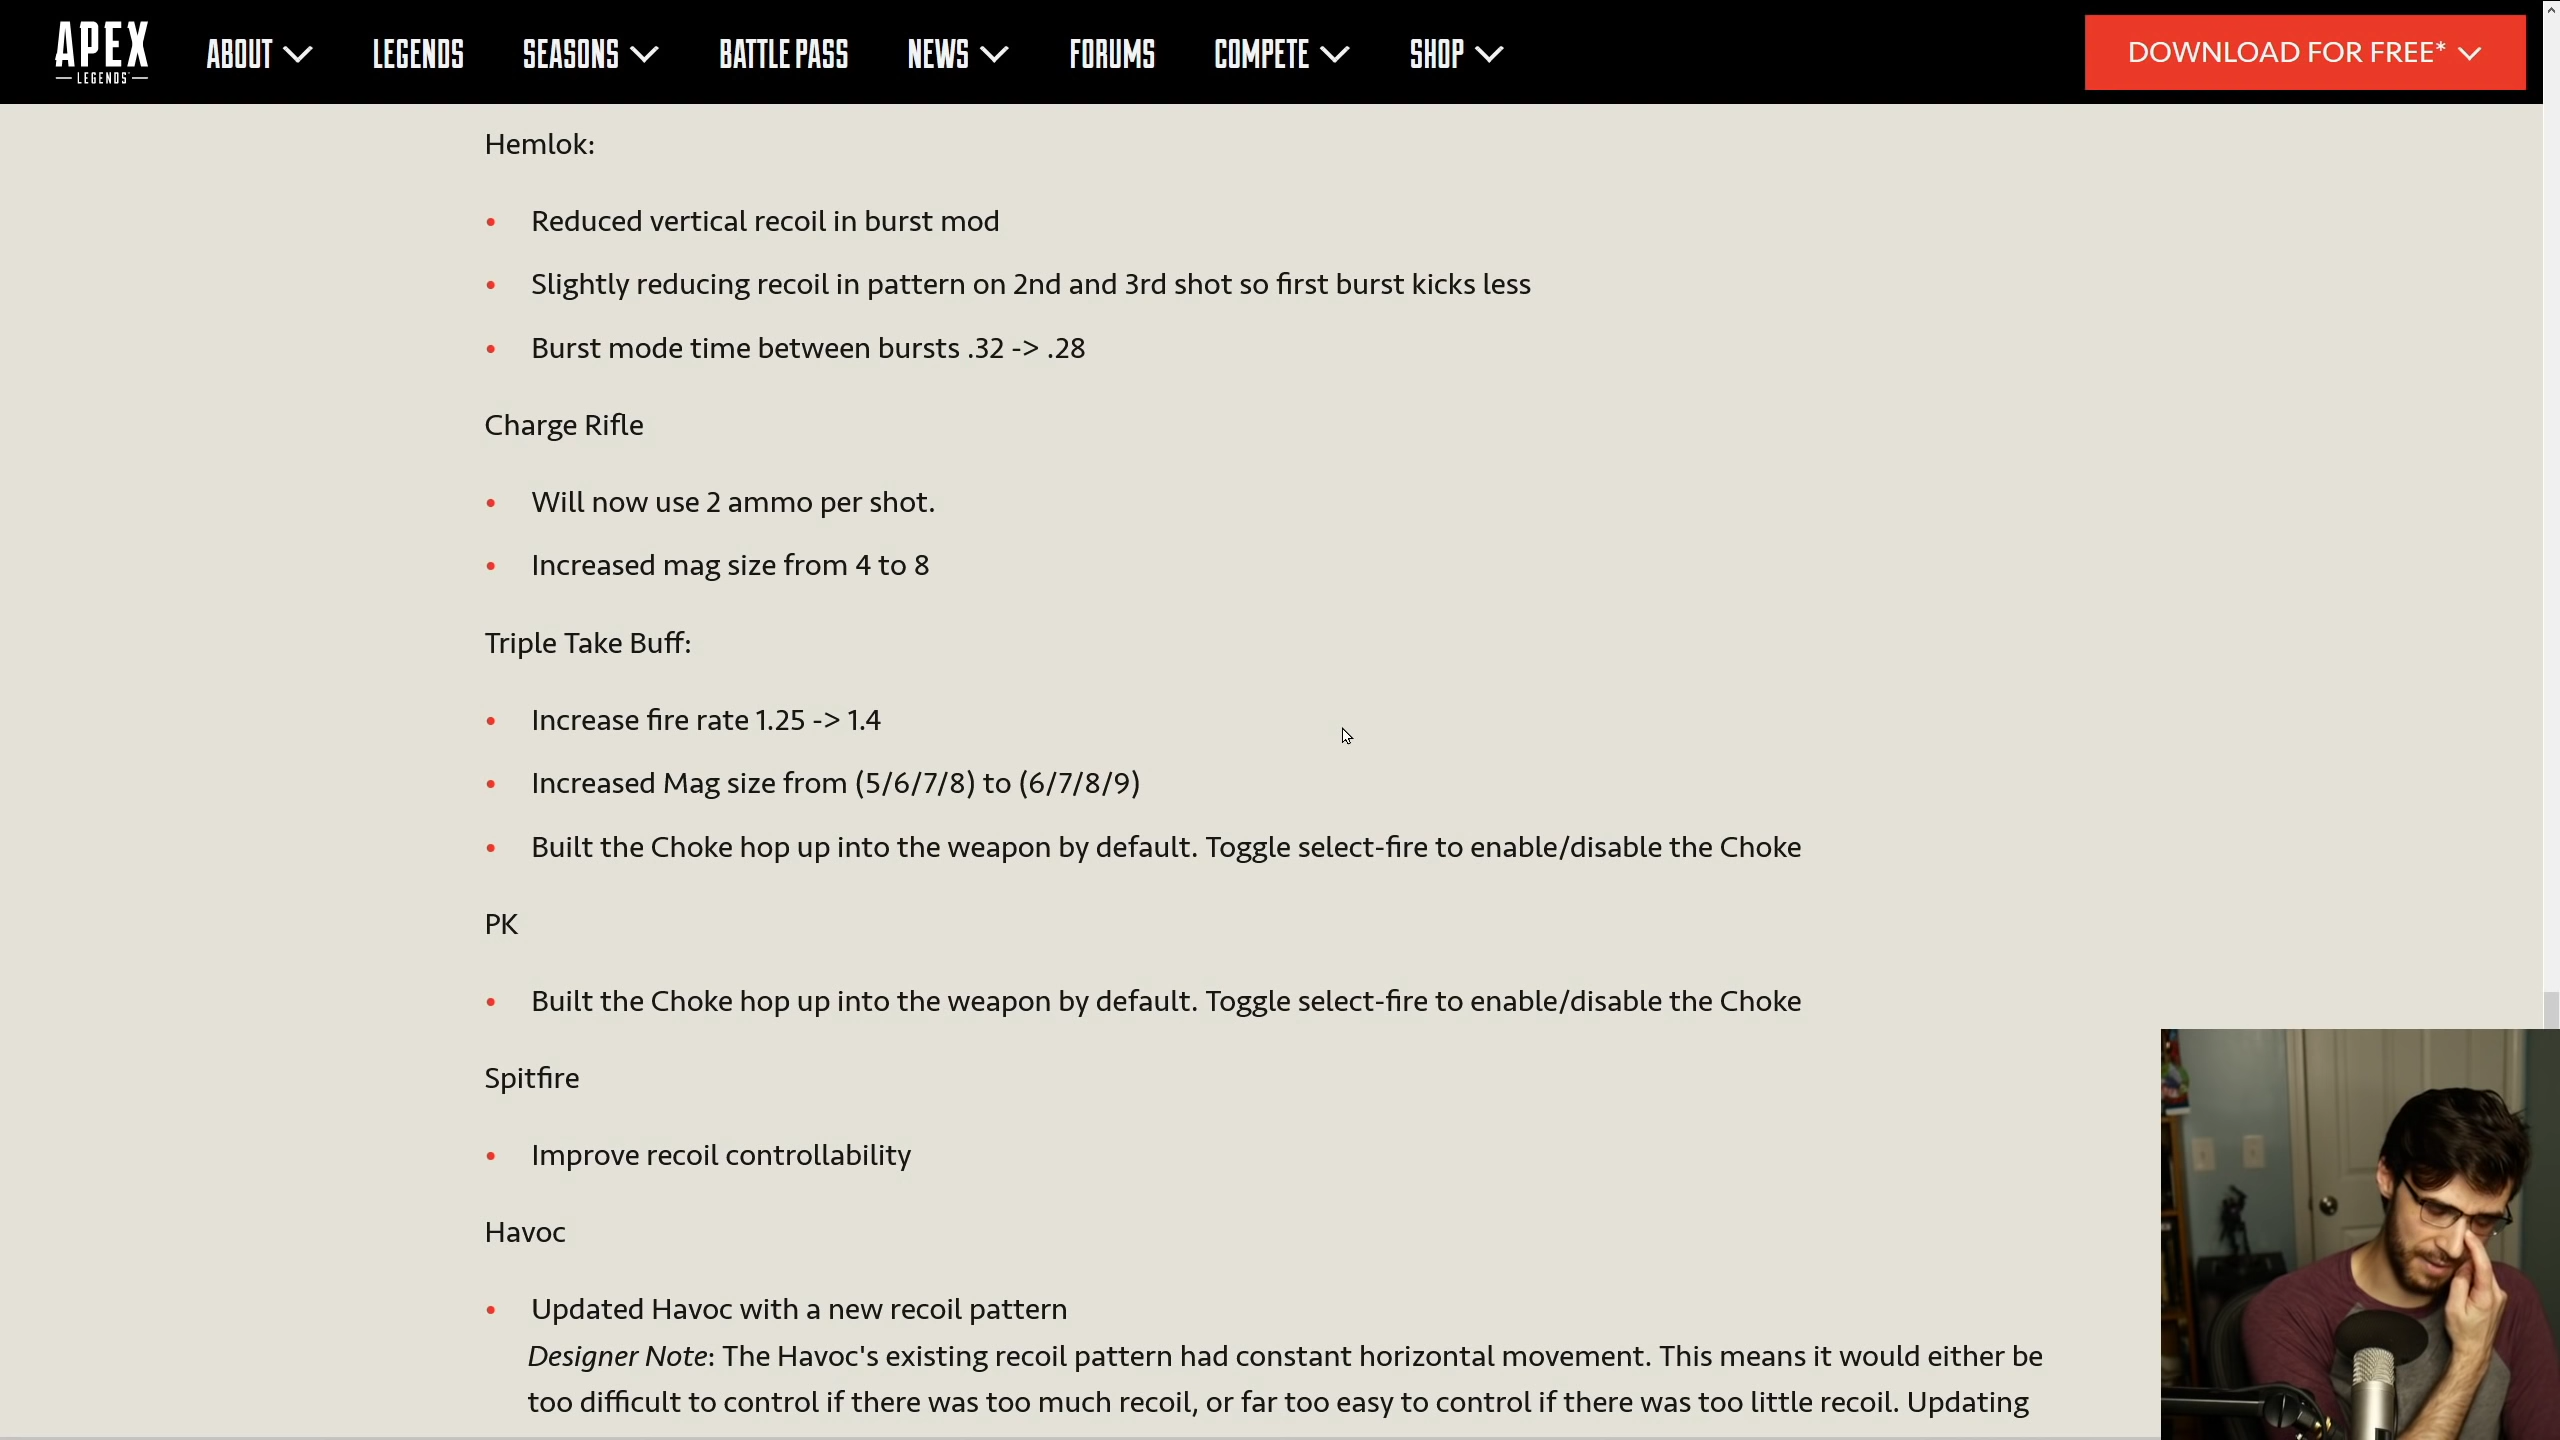 APEX
LEGENDS
ABOUT
LEGENDS
SEASONS
BATTLE PASS
NEWS
FORUMS
COMPETE
SHOP
DOWNLOAD FOR FREE*
Hemlok:
• Reduced vertical recoil in burst mod
• Slightly reducing recoil in pattern on 2nd and 3rd shot so first burst kicks less
• Burst mode time between bursts .32 -> .28
Charge Rifle
• Will now use 2 ammo per shot.
• Increased mag size from 4 to 8
Triple Take Buff:
• Increase fire rate 1.25 -> 1.4
• Increased Mag size from (5/6/7/8) to (6/7/8/9)
• Built the Choke hop up into the weapon by default. Toggle select-fire to enable/disable the Choke
PK
• Built the Choke hop up into the weapon by default. Toggle select-fire to enable/disable the Choke
Spitfire
• Improve recoil controllability
Havoc
• Updated Havoc with a new recoil pattern
Designer Note: The Havoc's existing recoil pattern had constant horizontal movement. This means it would either be
too difficult to control if there was too much recoil, or far too easy to control if there was too little recoil. Updating